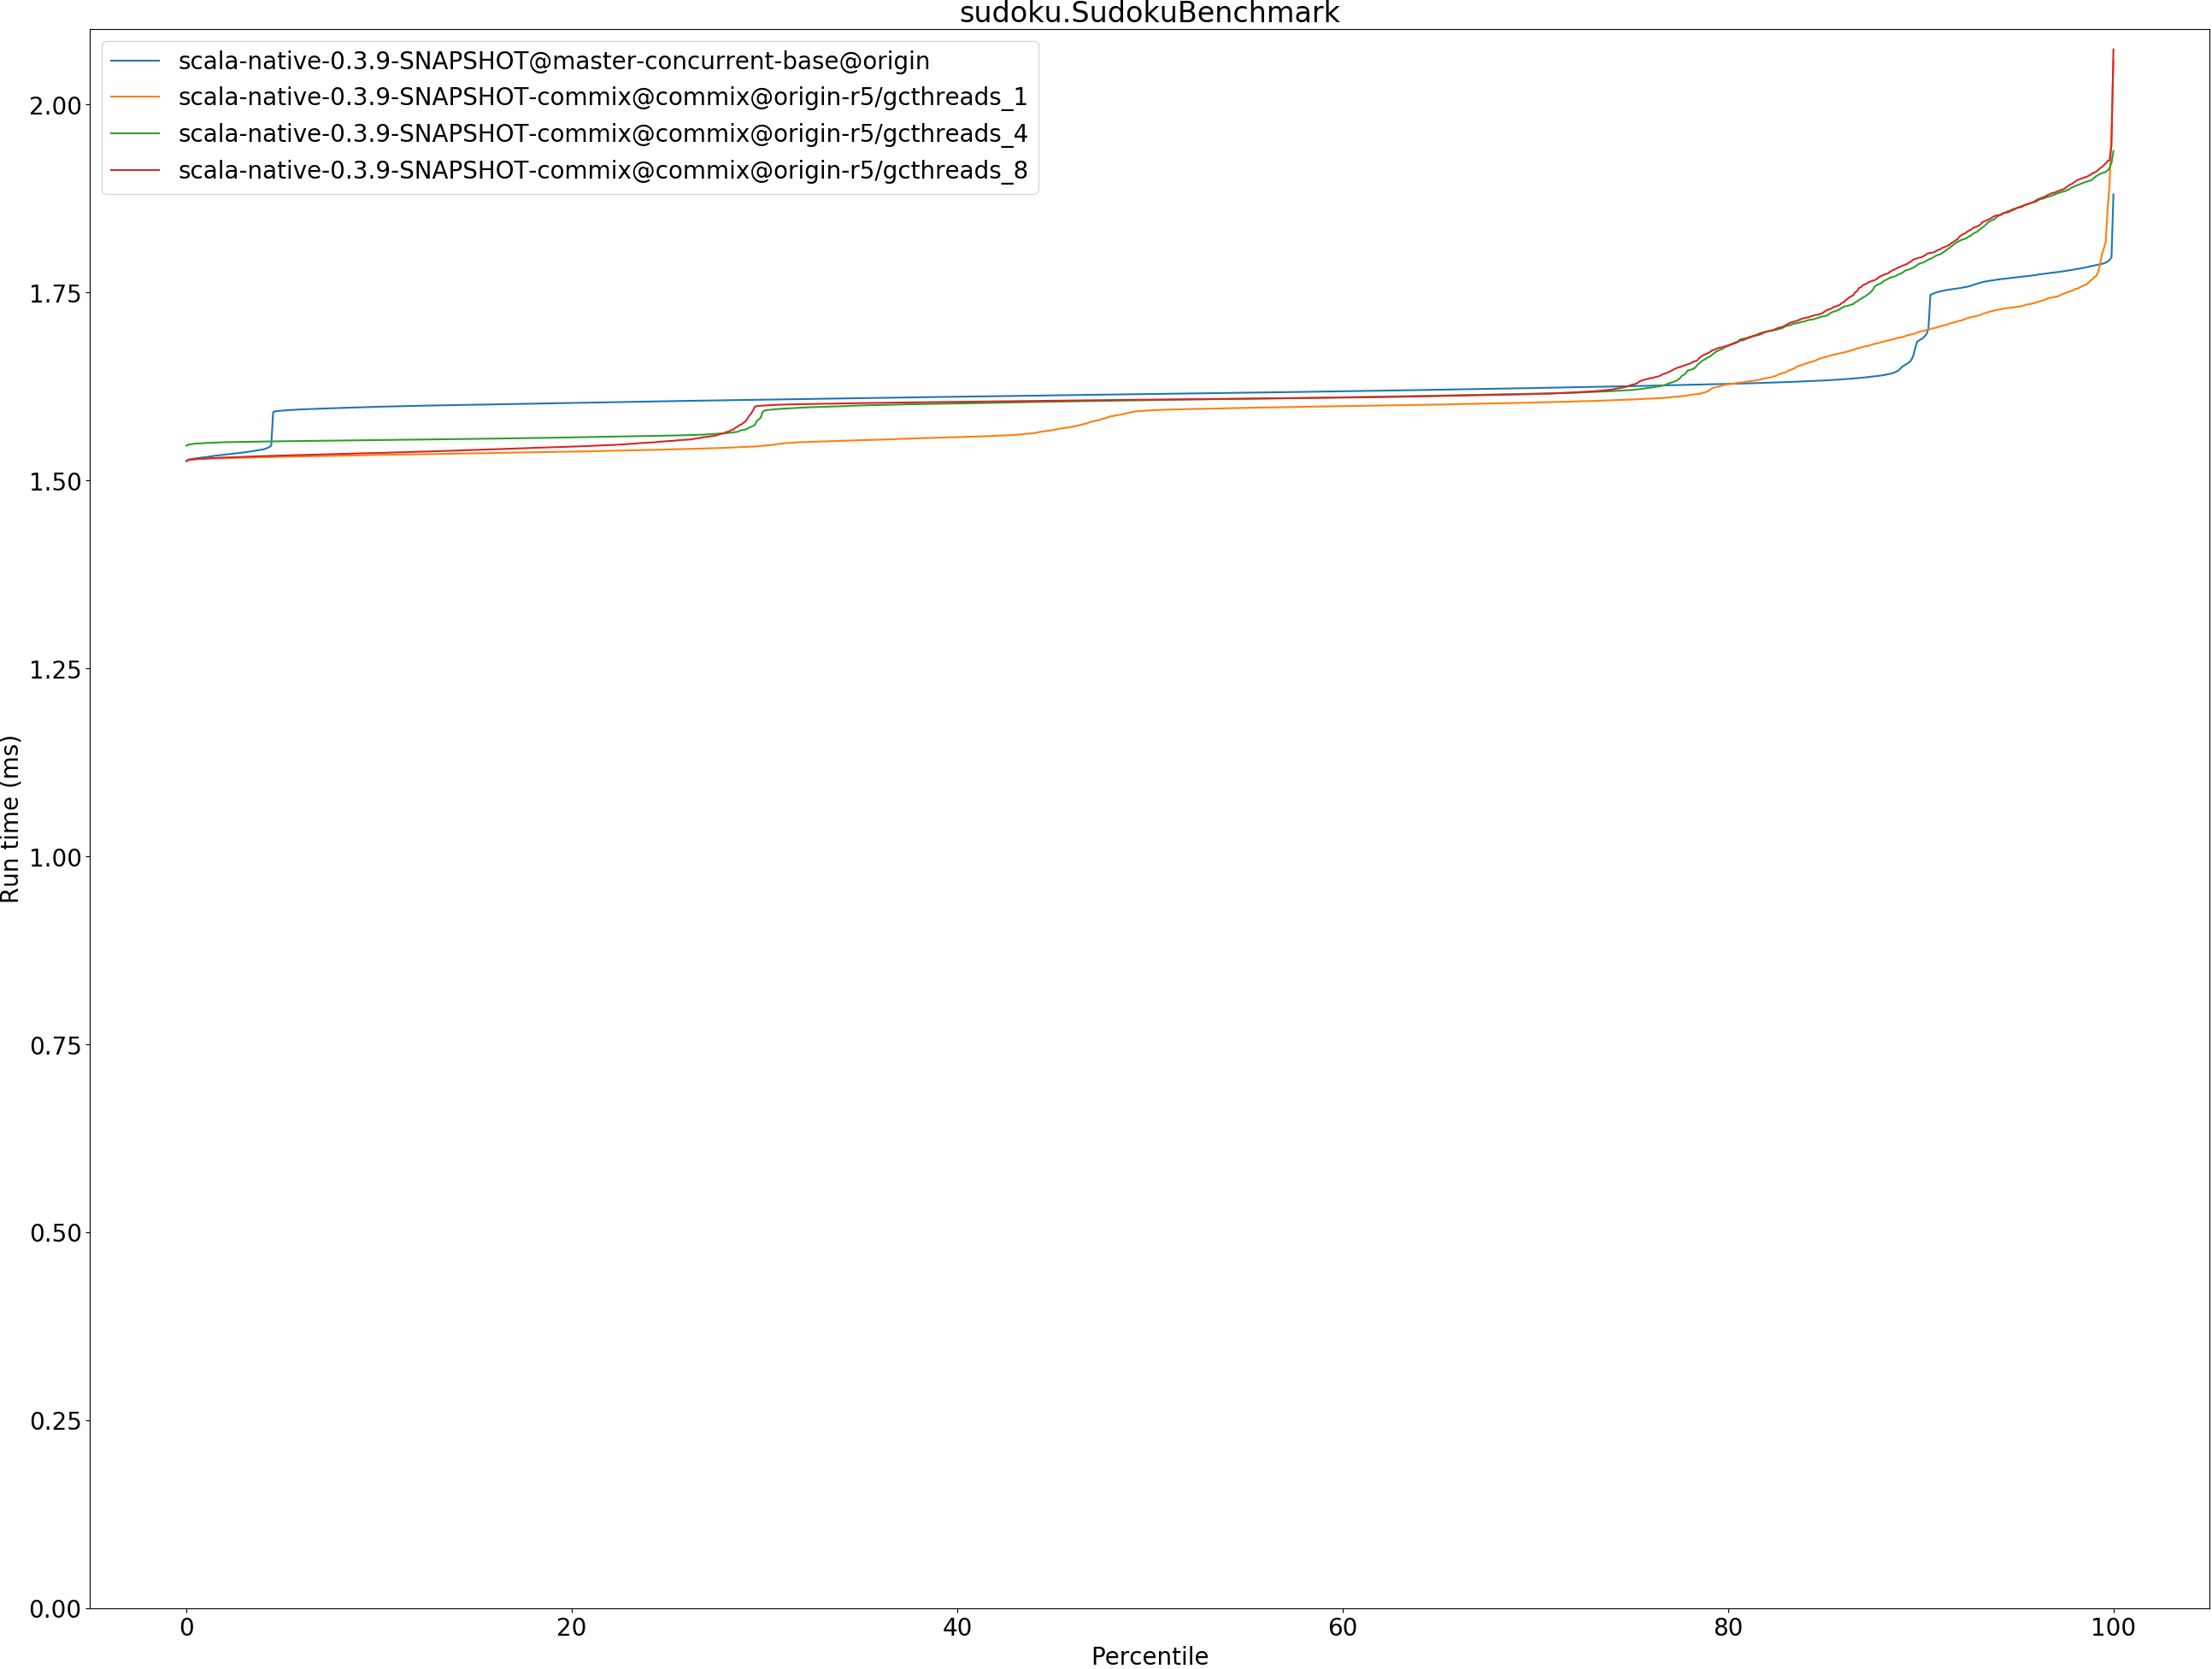 sudoku.SudokuBenchmark
scala-native-0.3.9-SNAPSHOT@master-concurrent-base@origin
scala-native-0.3.9-SNAPSHOT-commix@commix@origin-r5/gcthreads_1
scala-native-0.3.9-SNAPSHOT-commix@commix@origin-r5/gcthreads_4
scala-native-0.3.9-SNAPSHOT-commix@commix@origin-r5/gcthreads_8
2.00
1.75
1.50
1.25
1.00
0.75
0.50
0.25
0.00
Run time (ms)
0 20 40 60 80 100
Percentile